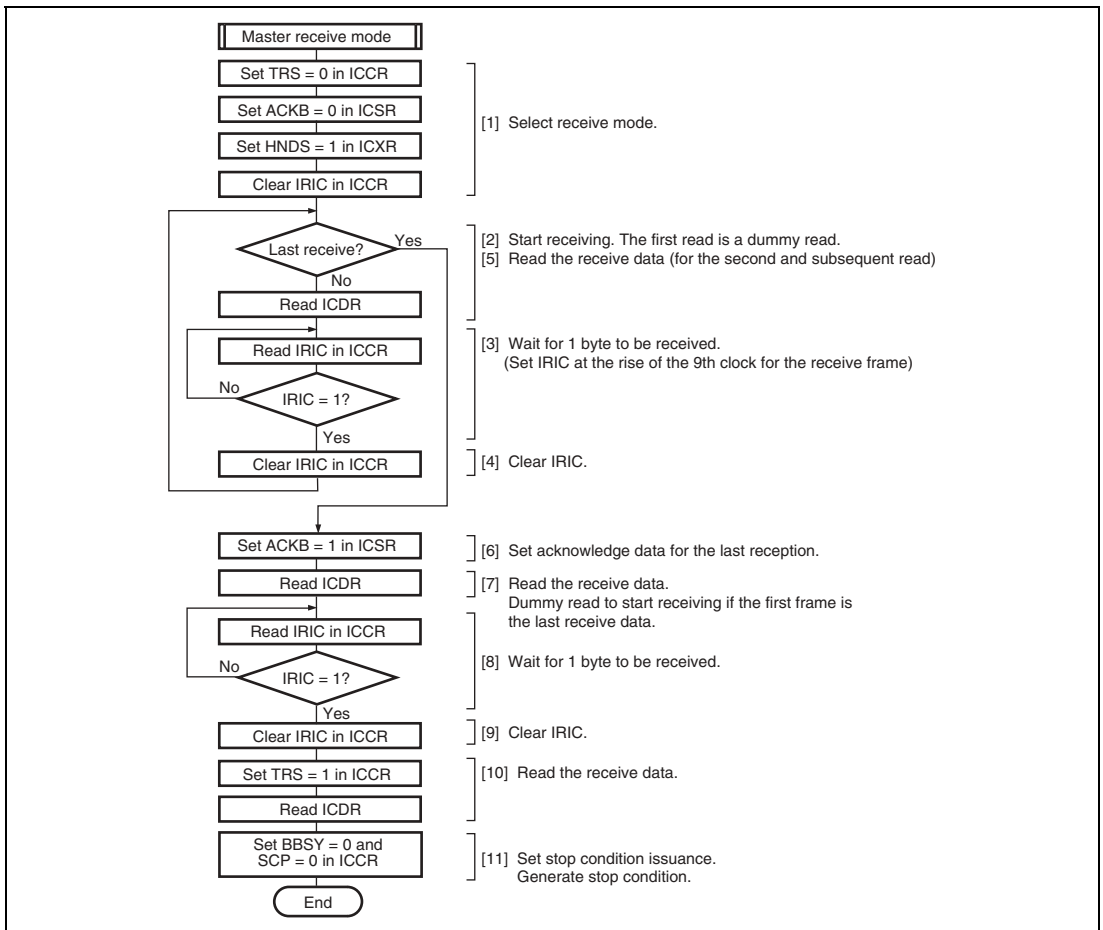 Master receive mode
Set TRS = 0 in ICCR
Set ACKB = 0 in ICSR
[1] Select receive mode.
Set HNDS = 1 in ICXR
Clear IRIC in ICCR
Last receive?
Yes
[2] Start receiving. The first read is a dummy read.
[5] Read the receive data (for the second and subsequent read)
No
Read ICDR
Read IRIC in ICCR
[3] Wait for 1 byte to be received.
(Set IRIC at the rise of the 9th clock for the receive frame)
No
IRIC = 1?
Yes
Clear IRIC in ICCR
[4] Clear IRIC.
Set ACKB = 1 in ICSR
[6] Set acknowledge data for the last reception.
Read ICDR
[7] Read the receive data.
Dummy read to start receiving if the first frame is
the last receive data.
Read IRIC in ICCR
[8] Wait for 1 byte to be received.
No
IRIC = 1?
Yes
Clear IRIC in ICCR
[9] Clear IRIC.
Set TRS = 1 in ICCR
[10] Read the receive data.
Read ICDR
Set BBSY = 0 and
SCP = 0 in ICCR
[11] Set stop condition issuance.
Generate stop condition.
End